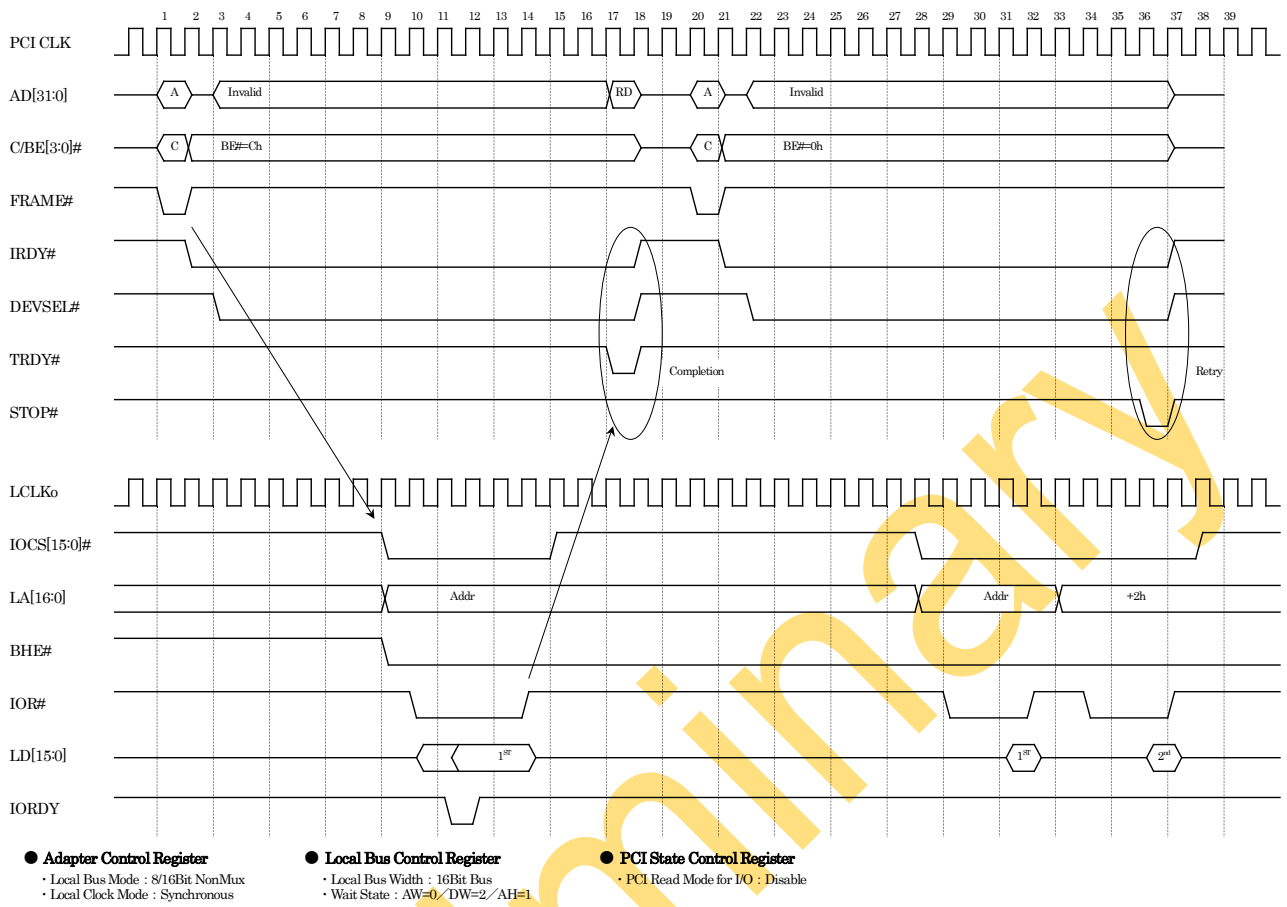 1 2 3 4 5 6 7 8 9 10 11 12 13 14 15 16 17 18 19 20 21 22 23 24 25 26 27 28 29 30 31 32 33 34 35 36 37 38 39
PCI CLK
AD[31:0] A Invalid RD A Invalid
C/BE[3:0]# C BE#=Ch C BE#=0h
FRAME#
IRDY#
DEVSEL#
TRDY#
Completion Retry
STOP#
LCLKo
IOCS[15:0]#
LA[16:0] Addr Addr +2h
BHE#
IOR#
LD[15:0] 1ST 1ST 2nd
IORDY
● Adapter Control Register ● Local Bus Control Register ● PCI State Control Register
・Local Bus Mode : 8/16Bit NonMux ・Local Bus Width : 16Bit Bus ・PCI Read Mode for I/O : Disable
・Local Clock Mode : Synchronous ・Wait State : AW=0／DW=2／AH=1
minary